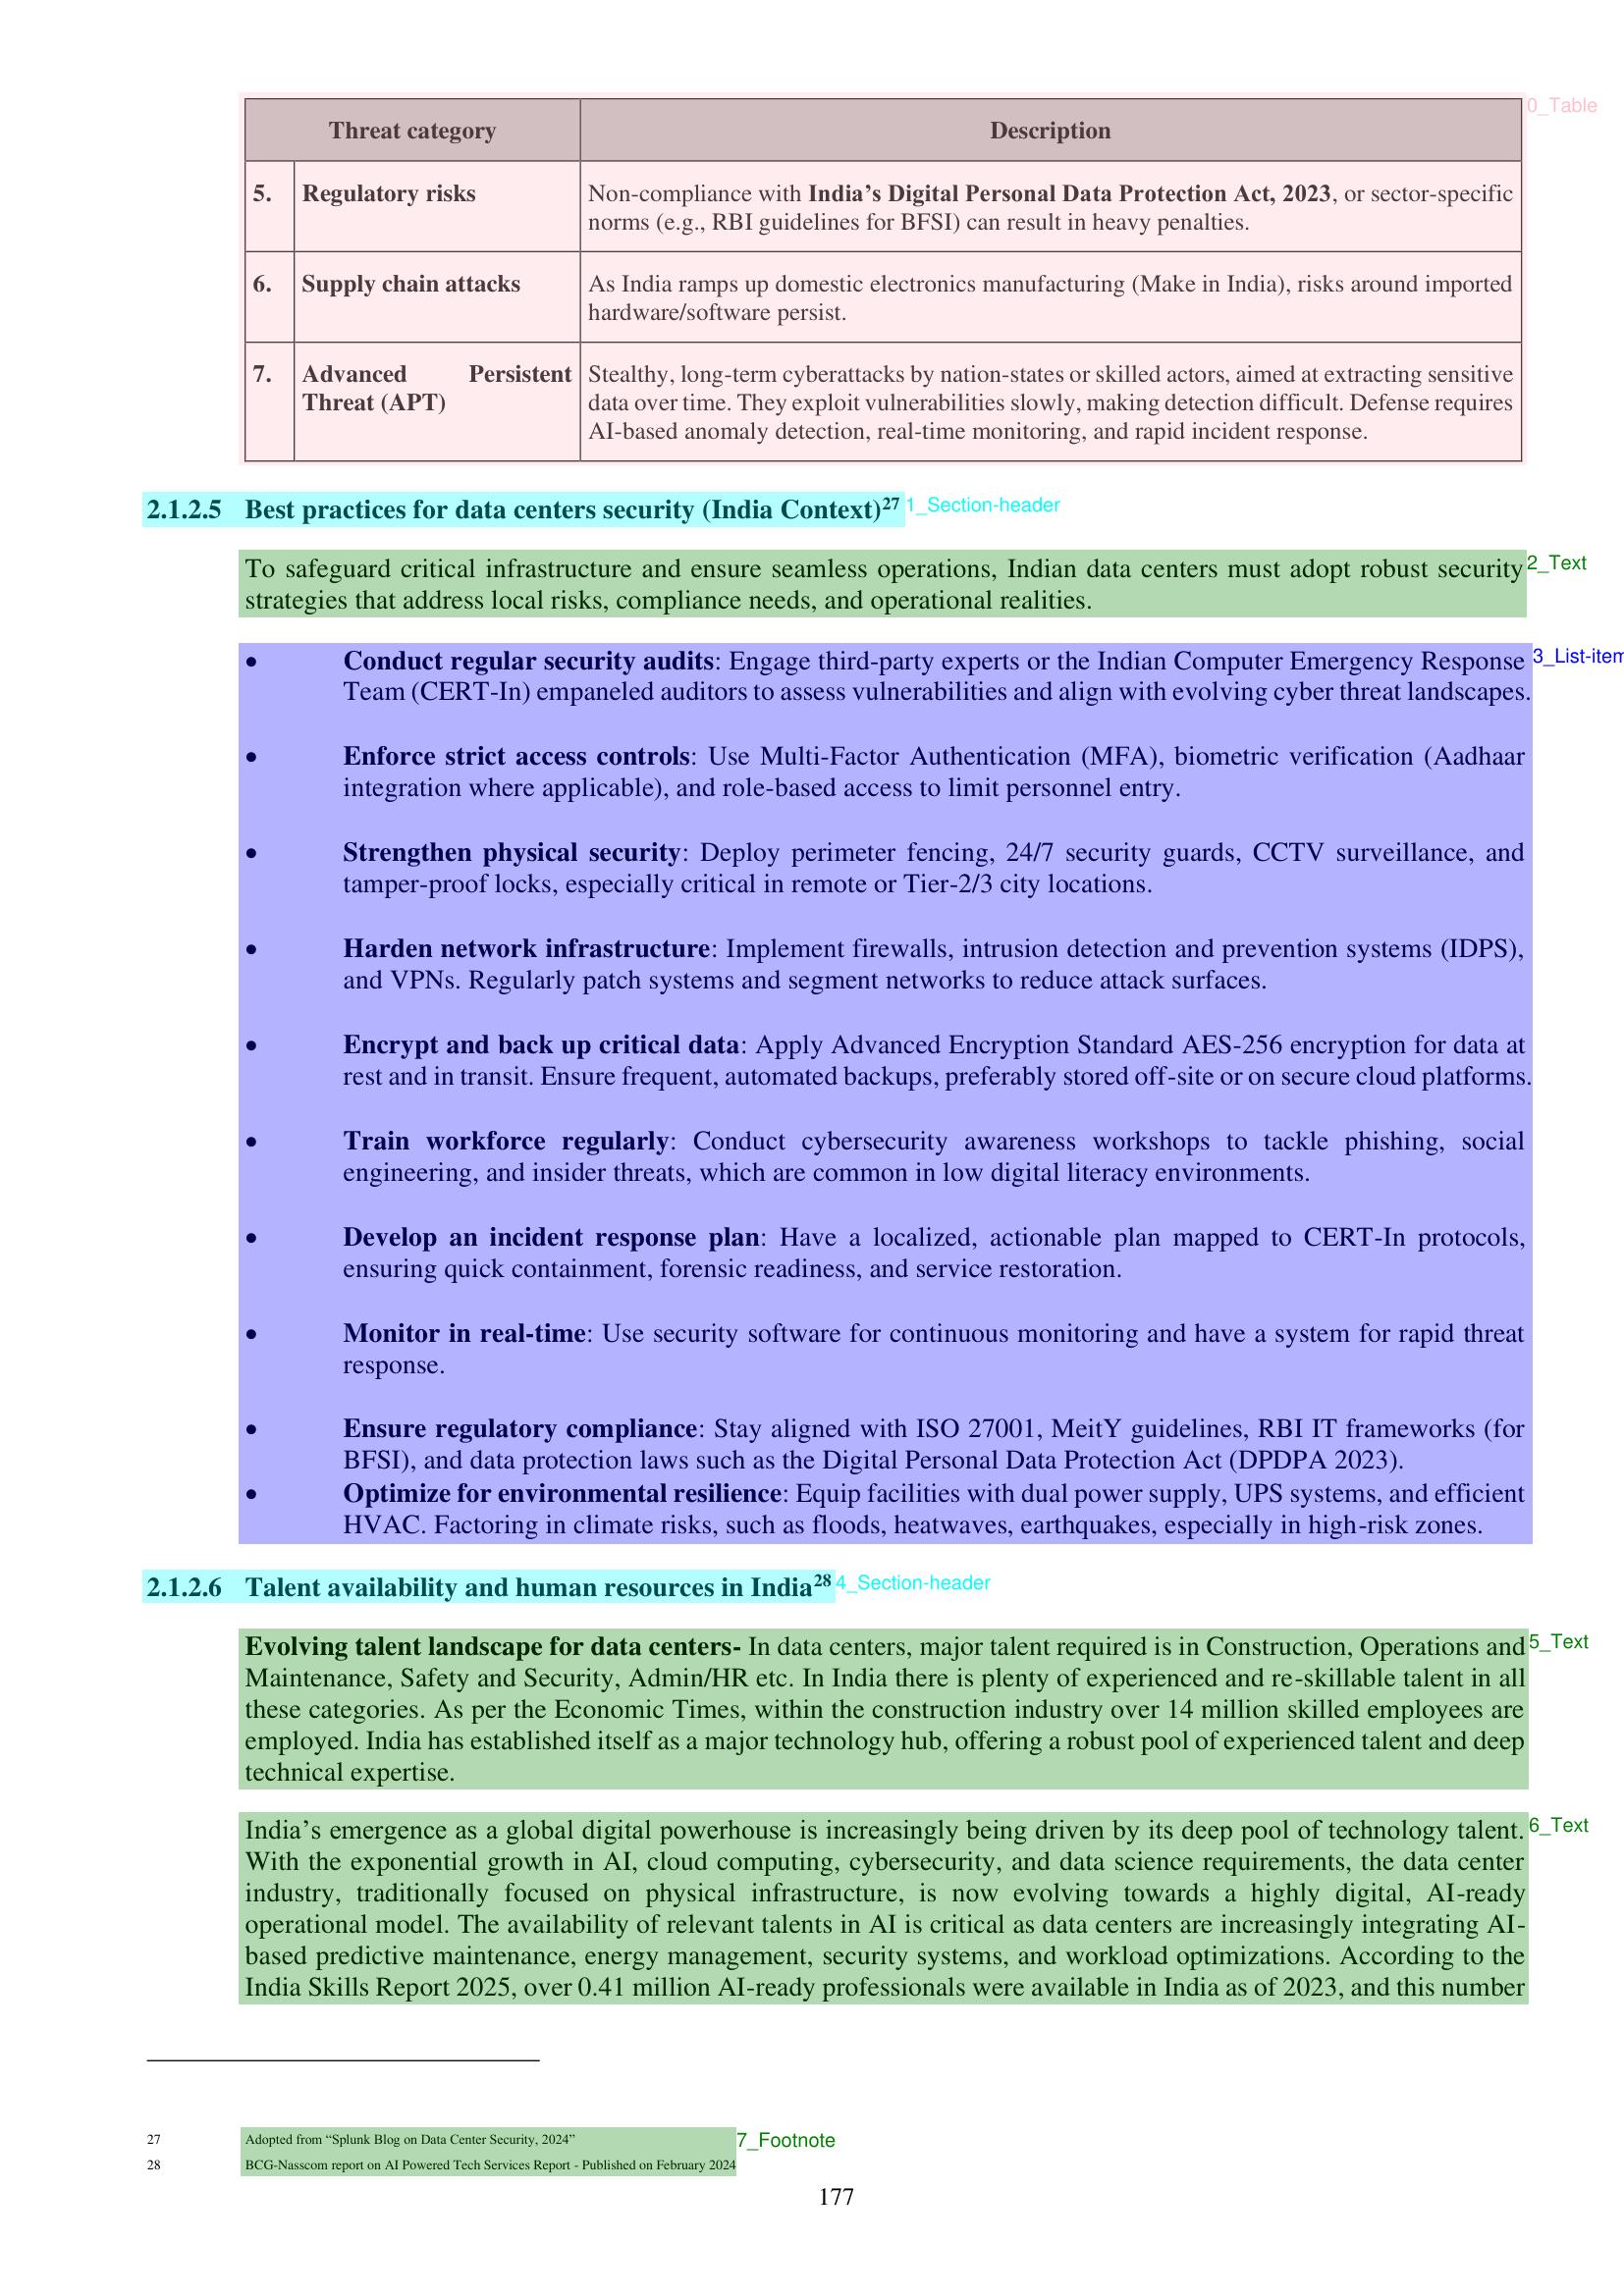 Threat category Description 0_Table
5. Regulatory risks Non-compliance with India’s Digital Personal Data Protection Act, 2023, or sector-specific
norms (e.g., RBI guidelines for BFSI) can result in heavy penalties.
6. Supply chain attacks As India ramps up domestic electronics manufacturing (Make in India), risks around imported
hardware/software persist.
7. Advanced Persistent Stealthy, long-term cyberattacks by nation-states or skilled actors, aimed at extracting sensitive
Threat (APT) data over time. They exploit vulnerabilities slowly, making detection difficult. Defense requires
AI-based anomaly detection, real-time monitoring, and rapid incident response.
2.1.2.5 Best practices for data centers security (India Context)27 1_Section-header
To safeguard critical infrastructure and ensure seamless operations, Indian data centers must adopt robust security 2_Text
strategies that address local risks, compliance needs, and operational realities.
• Conduct regular security audits: Engage third-party experts or the Indian Computer Emergency Response 3_List-item
Team (CERT-In) empaneled auditors to assess vulnerabilities and align with evolving cyber threat landscapes.
• Enforce strict access controls: Use Multi-Factor Authentication (MFA), biometric verification (Aadhaar
integration where applicable), and role-based access to limit personnel entry.
• Strengthen physical security: Deploy perimeter fencing, 24/7 security guards, CCTV surveillance, and
tamper-proof locks, especially critical in remote or Tier-2/3 city locations.
• Harden network infrastructure: Implement firewalls, intrusion detection and prevention systems (IDPS),
and VPNs. Regularly patch systems and segment networks to reduce attack surfaces.
• Encrypt and back up critical data: Apply Advanced Encryption Standard AES-256 encryption for data at
rest and in transit. Ensure frequent, automated backups, preferably stored off-site or on secure cloud platforms.
• Train workforce regularly: Conduct cybersecurity awareness workshops to tackle phishing, social
engineering, and insider threats, which are common in low digital literacy environments.
• Develop an incident response plan: Have a localized, actionable plan mapped to CERT-In protocols,
ensuring quick containment, forensic readiness, and service restoration.
• Monitor in real-time: Use security software for continuous monitoring and have a system for rapid threat
response.
• Ensure regulatory compliance: Stay aligned with ISO 27001, MeitY guidelines, RBI IT frameworks (for
BFSI), and data protection laws such as the Digital Personal Data Protection Act (DPDPA 2023).
• Optimize for environmental resilience: Equip facilities with dual power supply, UPS systems, and efficient
HVAC. Factoring in climate risks, such as floods, heatwaves, earthquakes, especially in high-risk zones.
2.1.2.6 Talent availability and human resources in India28 4_Section-header
Evolving talent landscape for data centers- In data centers, major talent required is in Construction, Operations and 5_Text
Maintenance, Safety and Security, Admin/HR etc. In India there is plenty of experienced and re-skillable talent in all
these categories. As per the Economic Times, within the construction industry over 14 million skilled employees are
employed. India has established itself as a major technology hub, offering a robust pool of experienced talent and deep
technical expertise.
India’s emergence as a global digital powerhouse is increasingly being driven by its deep pool of technology talent. 6_Text
With the exponential growth in AI, cloud computing, cybersecurity, and data science requirements, the data center
industry, traditionally focused on physical infrastructure, is now evolving towards a highly digital, AI-ready
operational model. The availability of relevant talents in AI is critical as data centers are increasingly integrating AI-
based predictive maintenance, energy management, security systems, and workload optimizations. According to the
India Skills Report 2025, over 0.41 million AI-ready professionals were available in India as of 2023, and this number
27 Adopted from “Splunk Blog on Data Center Security, 2024” 7_Footnote
28 BCG-Nasscom report on AI Powered Tech Services Report - Published on February 2024
177